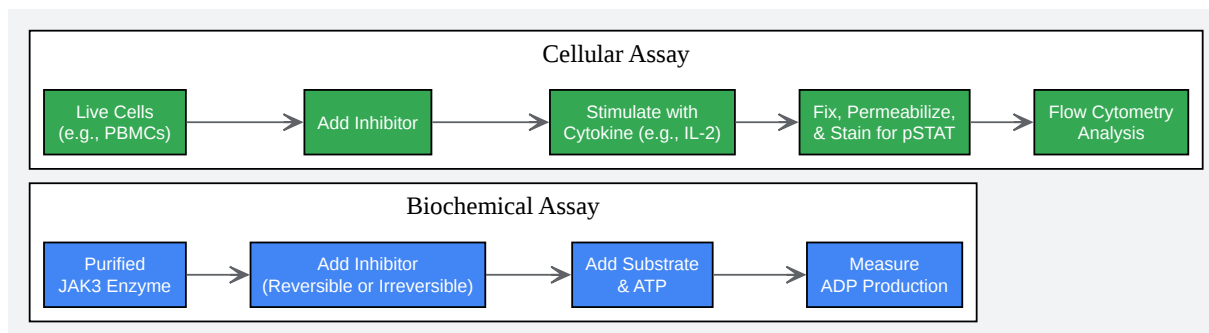 Cellular Assay
Live Cells
(e.g., PBMCs)
Add Inhibitor
Stimulate with
Cytokine (e.g., IL-2)
Fix, Permeabilize,
& Stain for pSTAT
Flow Cytometry
Analysis
Biochemical Assay
Purified
JAK3 Enzyme
Add Inhibitor
(Reversible or Irreversible)
Add Substrate
& ATP
Measure
ADP Production